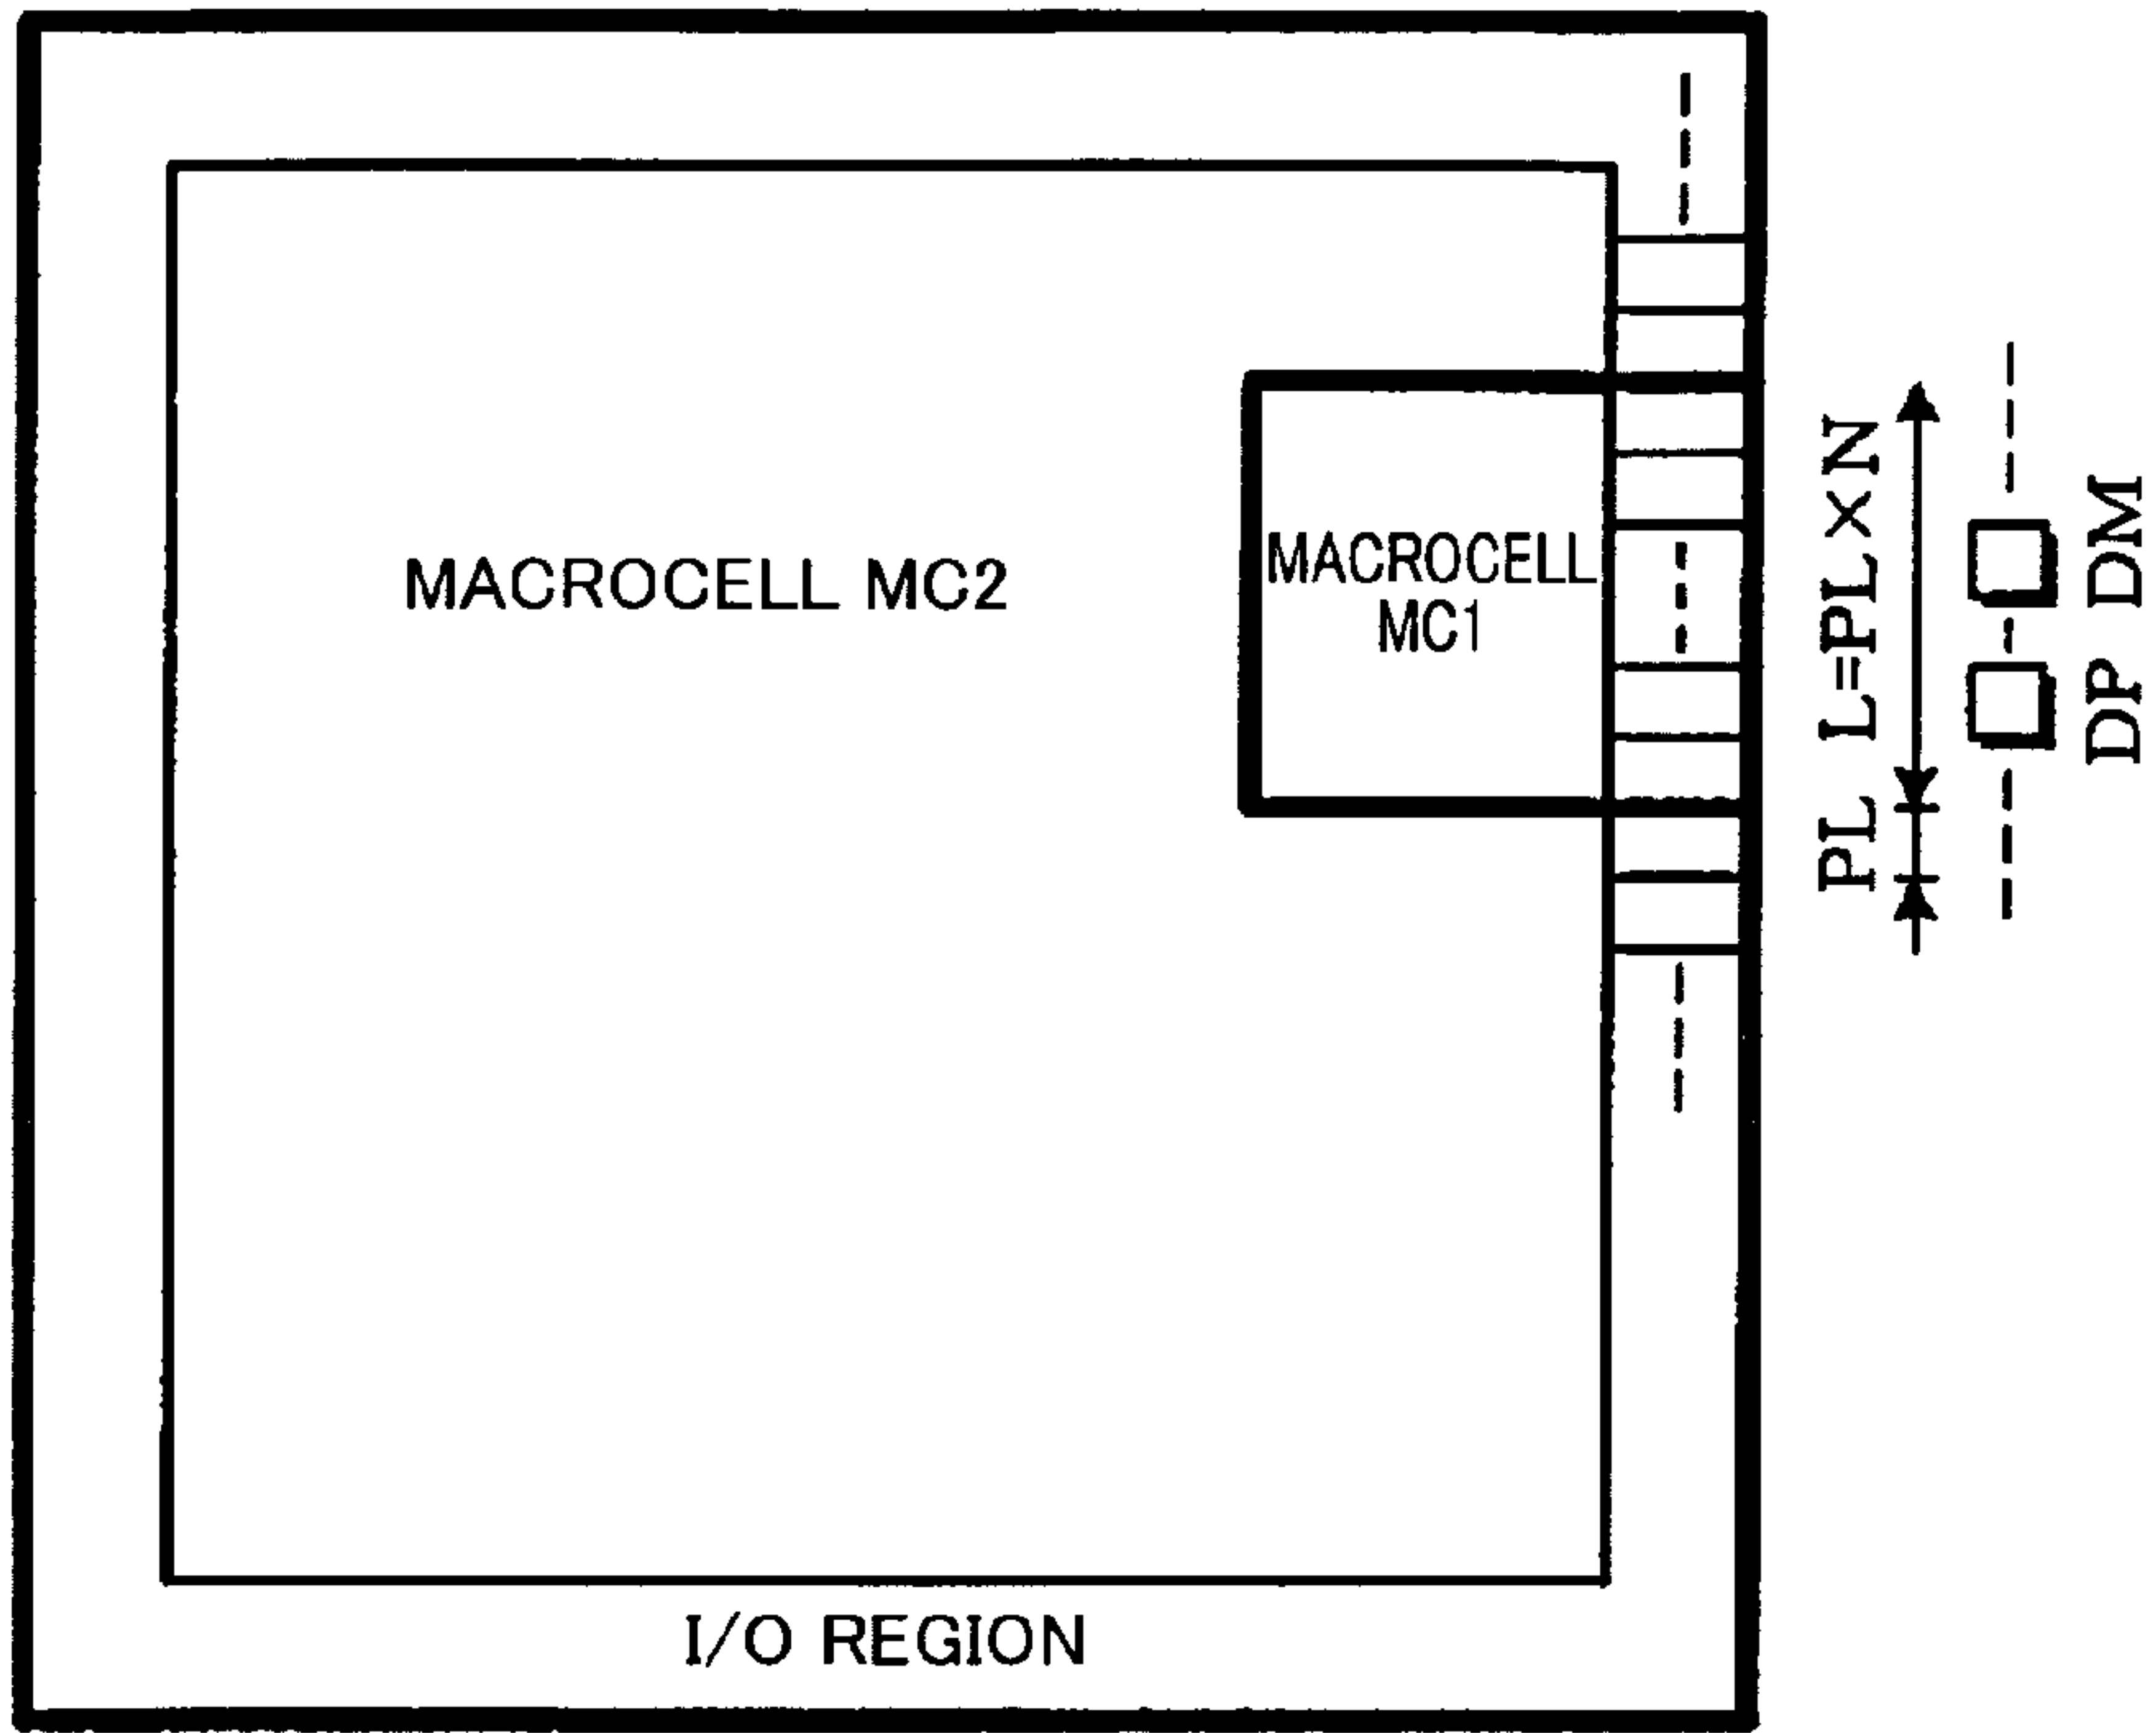 MACROCELL MC2
MACROCELL
MC1
PL L=PL×N
DP DM
I/O REGION